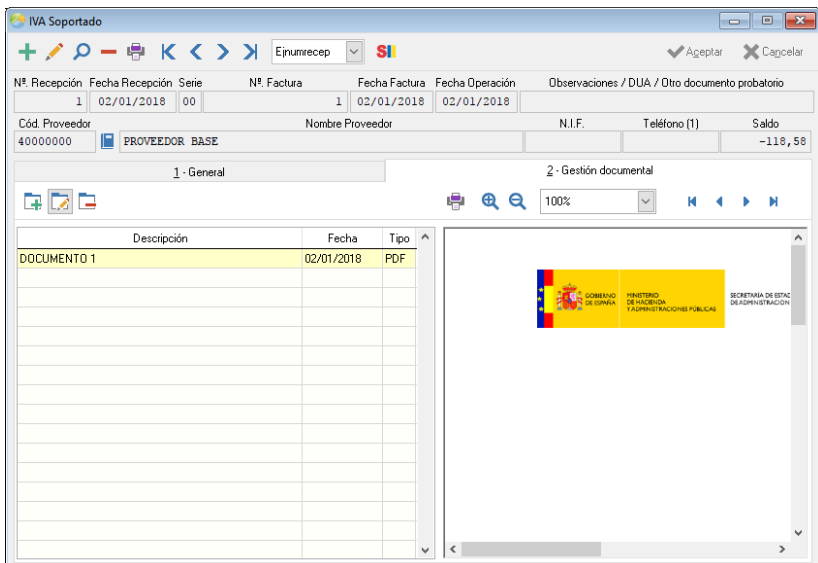 IVA Soportado
Ejnumrecep SII Aceptar Cancelar
Nº. Recepción Fecha Recepción Serie Nº. Factura Fecha Factura Fecha Operación Observaciones / DUA / Otro documento probatorio
1 02/01/2018 00 1 02/01/2018 02/01/2018
Cód. Proveedor Nombre Proveedor N.I.F. Teléfono (1) Saldo
40000000 PROVEEDOR BASE -118,58
1 - General 2 - Gestión documental
100%
Descripción Fecha Tipo
DOCUMENTO 1 02/01/2018 PDF
GOBIERNO
DE ESPAÑA
MINISTERIO
DE HACIENDA
Y ADMINISTRACIONES PÚBLICAS
SECRETARÍA DE ESTAD
DE ADMINISTRACION